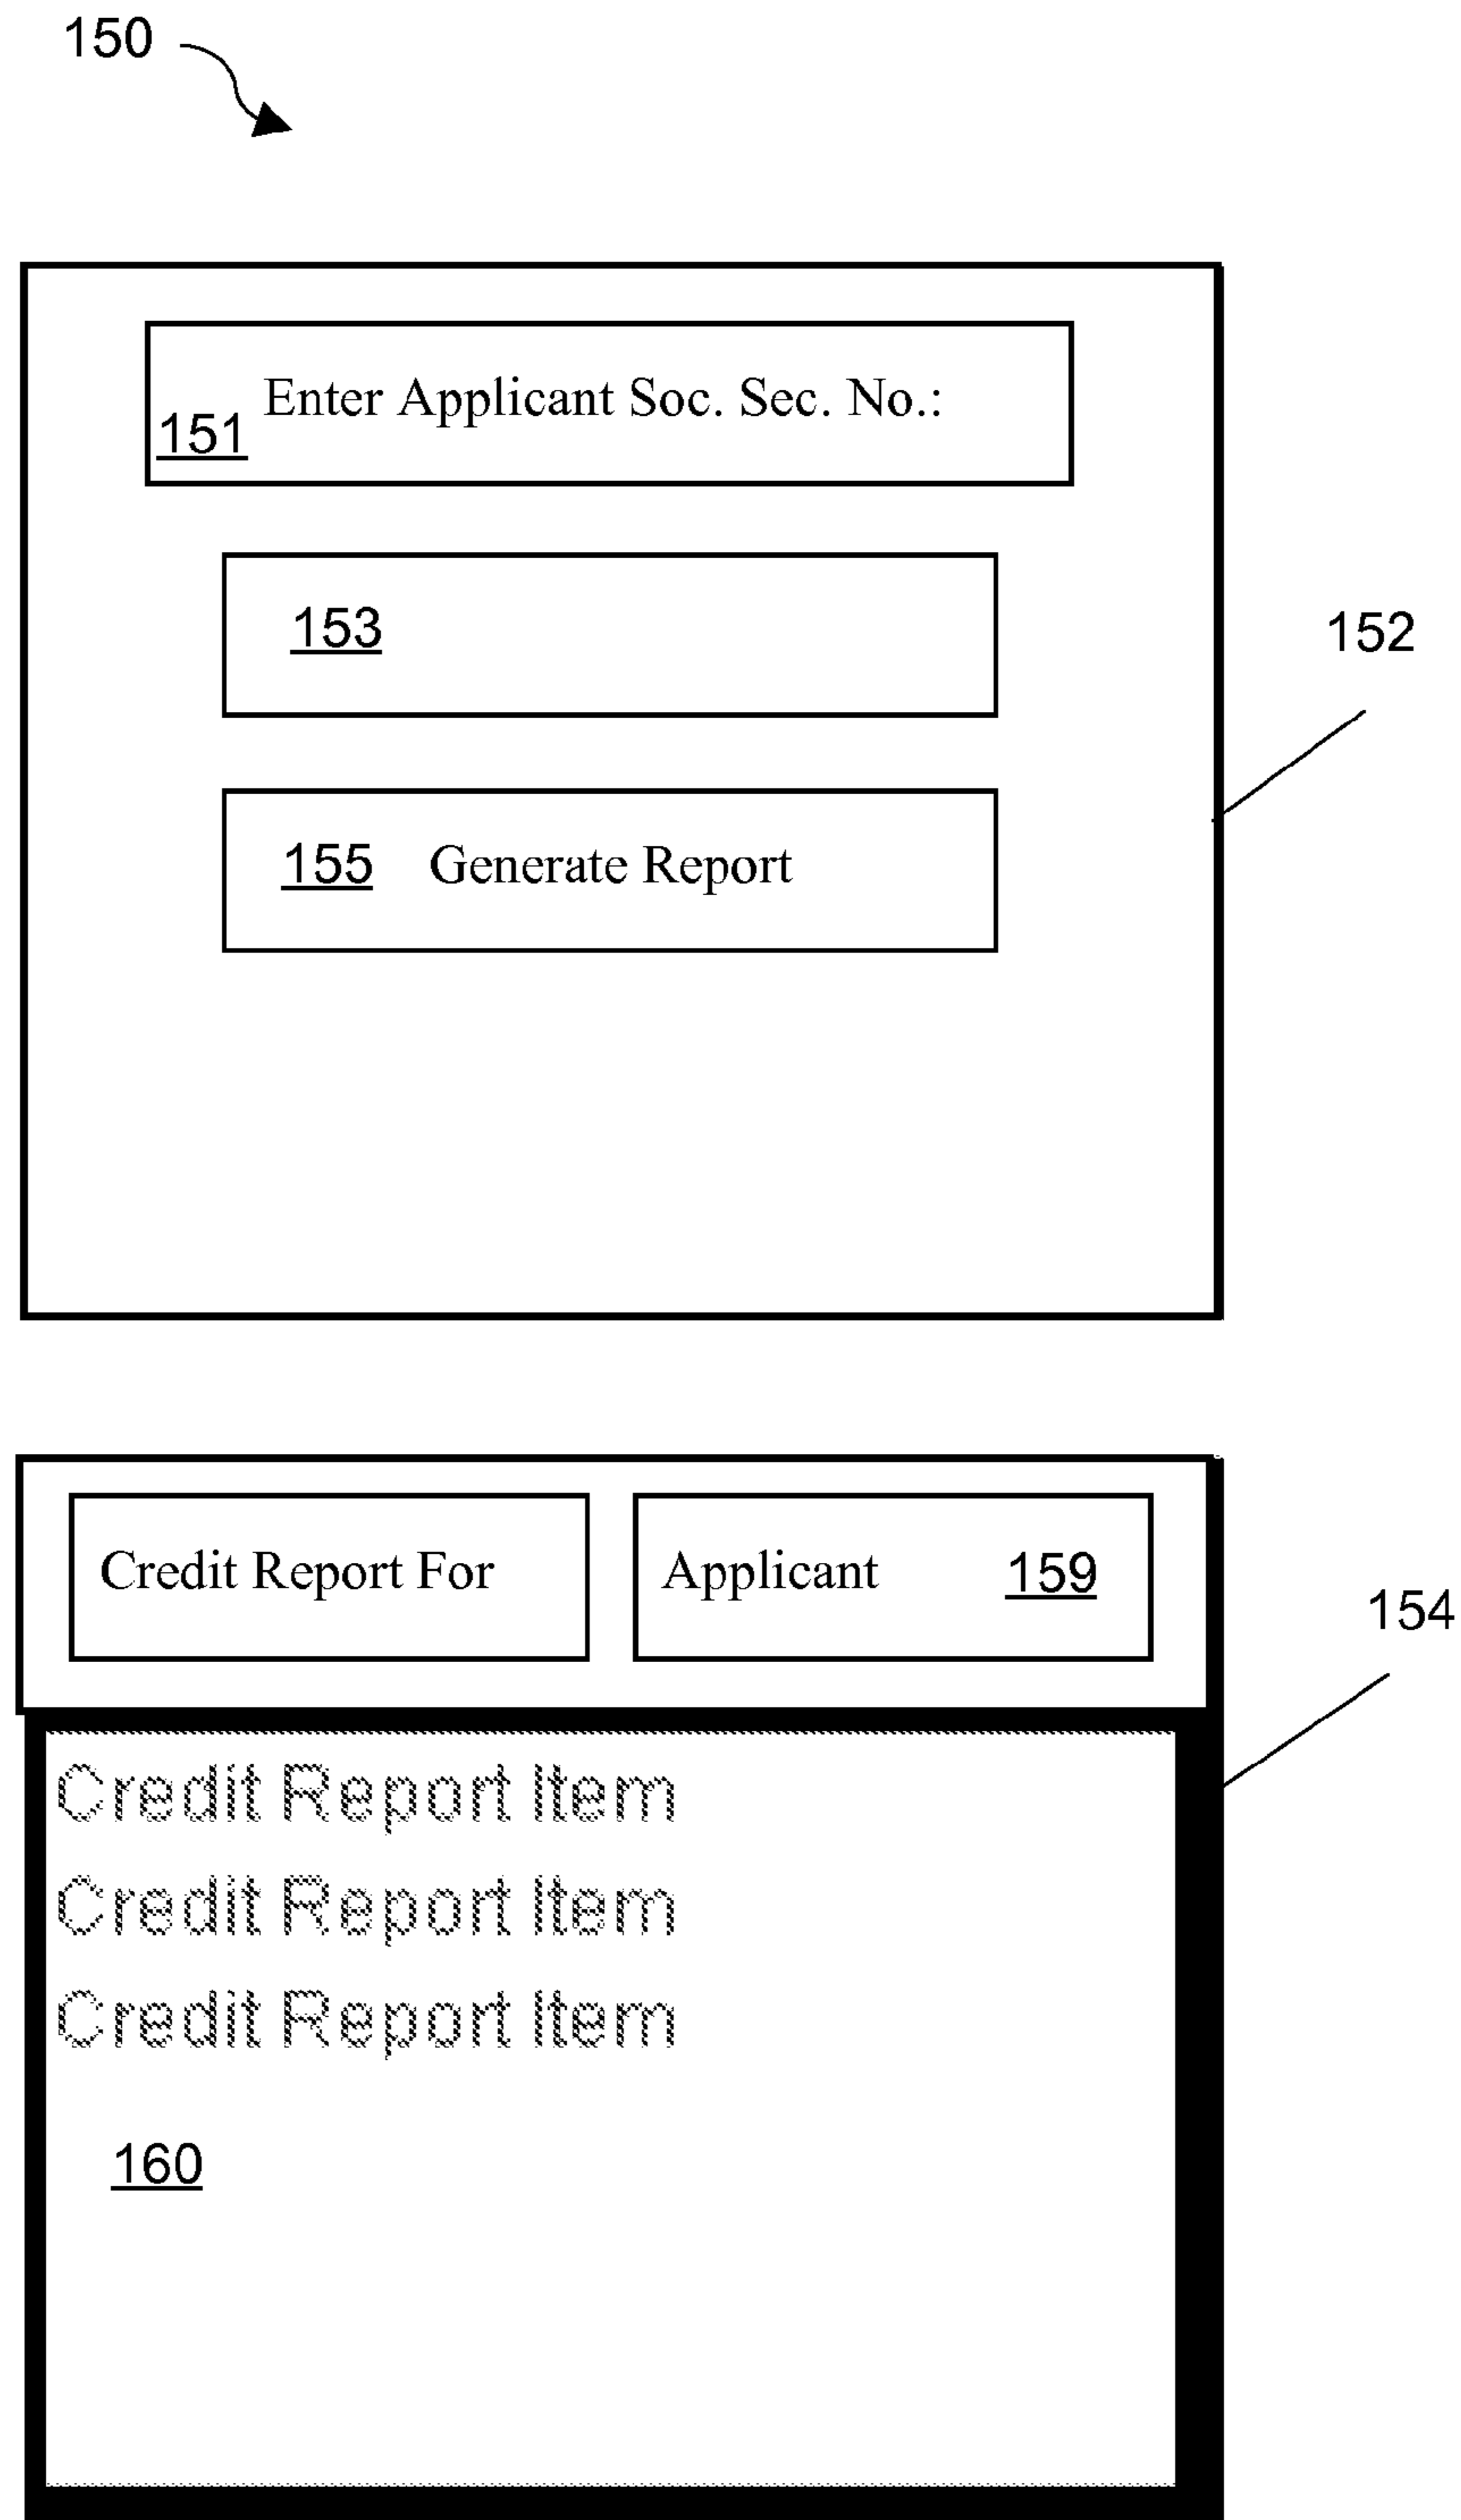 150
Enter Applicant Soc. Sec. No.:
151
153
152
155 Generate Report
Credit Report For
Applicant 159
154
Credit Report Item
Credit Report Item
Credit Report Item
160